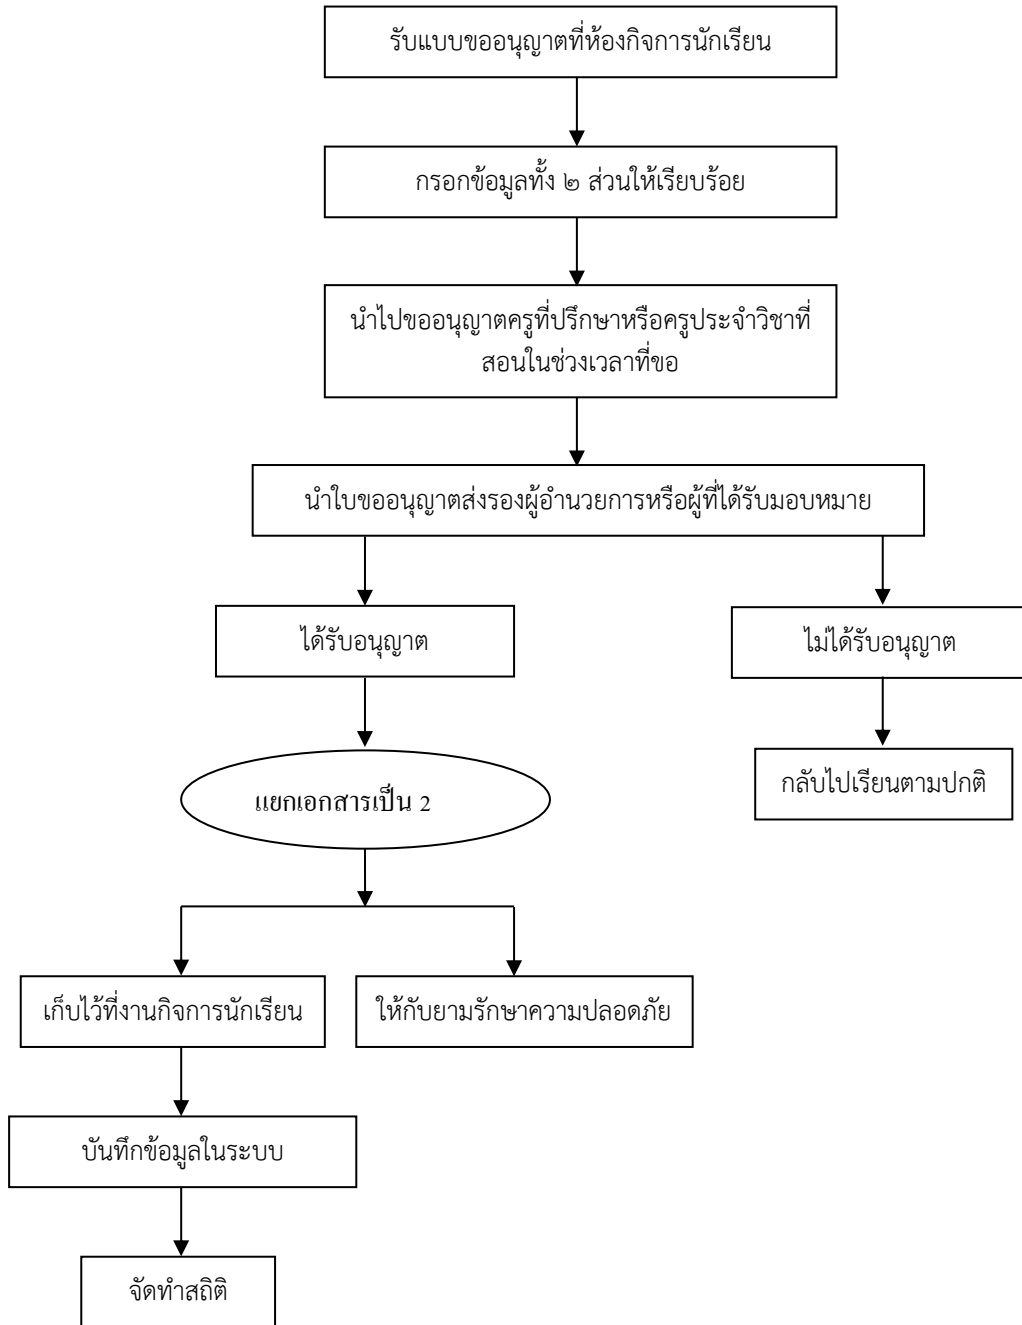 รับแบบขออนุญาตที่ห้องกิจการนักเรียน
กรอกข้อมูลทั้ง ๒ ส่วนให้เรียบร้อย
นำไปขออนุญาตครูที่ปรึกษาหรือครูประจำวิชาที่
สอนในช่วงเวลาที่ขอ
นำใบขออนุญาตส่งรองผู้อำนวยการหรือผู้ที่ได้รับมอบหมาย
ได้รับอนุญาต
ไม่ได้รับอนุญาต
แยกเอกสารเป็น 2
กลับไปเรียนตามปกติ
เก็บไว้ที่งานกิจการนักเรียน
ให้กับยามรักษาความปลอดภัย
บันทึกข้อมูลในระบบ
จัดทำสถิติ